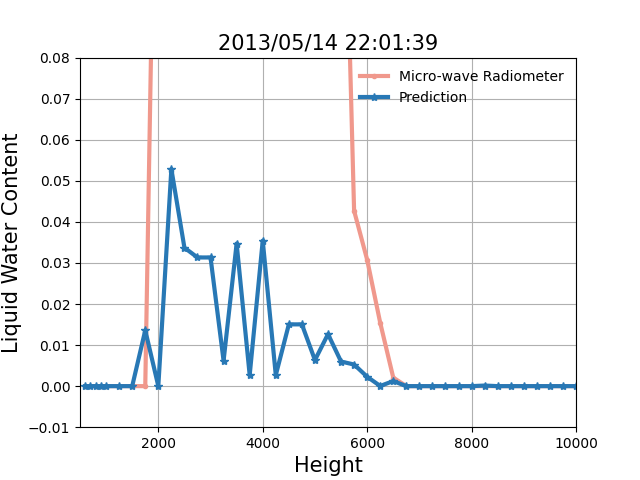 2013/05/14 22:01:39
Liquid Water Content
0.08
0.07
0.06
0.05
0.04
0.03
0.02
0.01
0.00
−0.01
Micro-wave Radiometer
Prediction
2000 4000 6000 8000 10000
Height